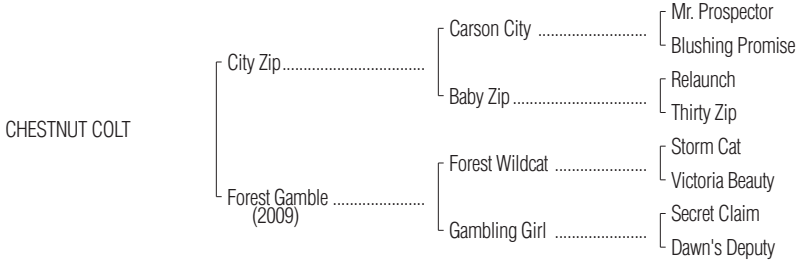 Mr. Prospector
Carson City ..........................
Blushing Promise
City Zip..................................
Relaunch
Baby Zip................................
Thirty Zip
CHESTNUT COLT
Storm Cat
Forest Wildcat ......................
Victoria Beauty
Forest Gamble ......................
(2009)
Secret Claim
Gambling Girl ......................
Dawn's Deputy